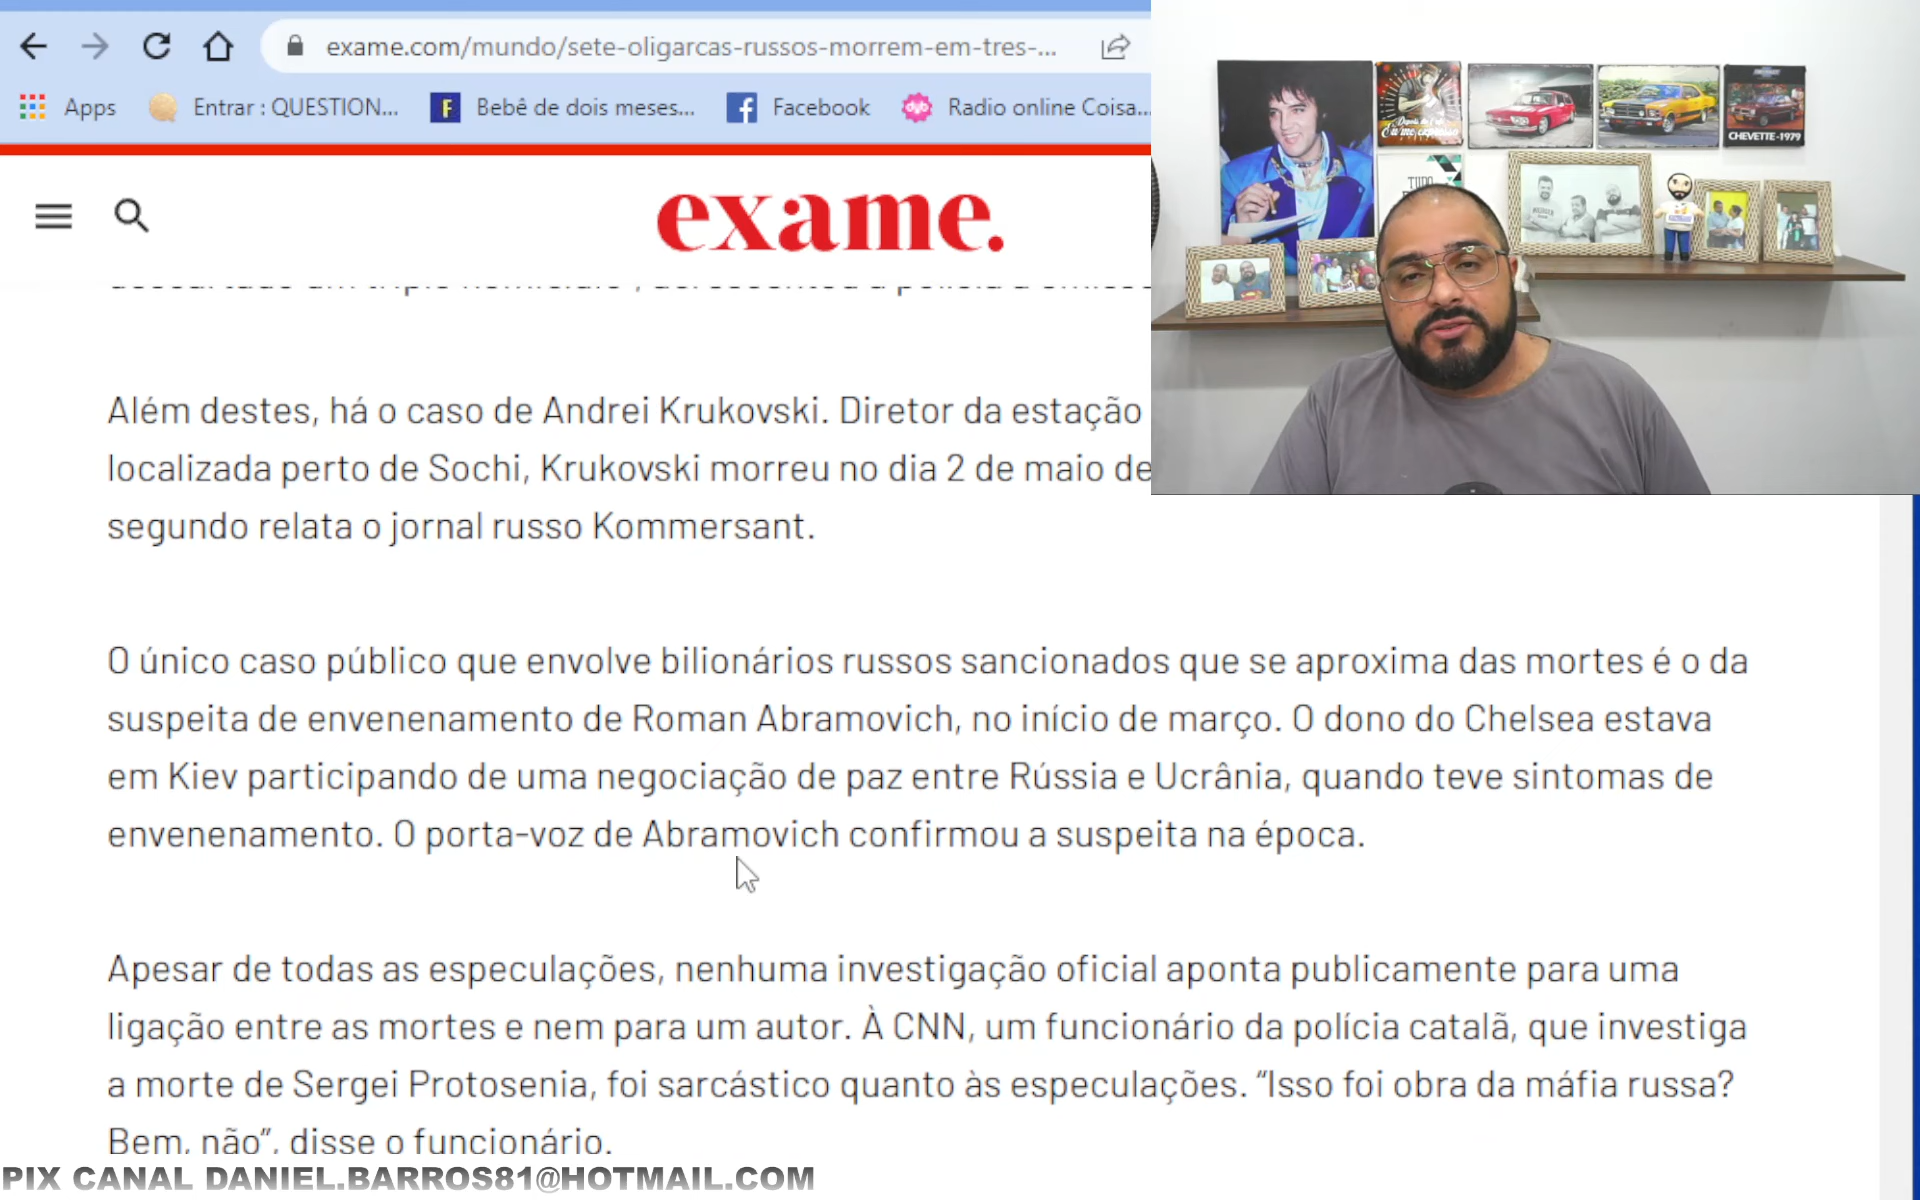 exame.com/mundo/sete-oligarcas-russos-morrem-em-tres-...
Apps
Entrar : QUESTION...
Bebê de dois meses...
Facebook
Radio online Coisa...
exame.
Além destes, há o caso de Andrei Krukovski. Diretor da estação
localizada perto de Sochi, Krukovski morreu no dia 2 de maio de
segundo relata o jornal russo Kommersant.
O único caso público que envolve bilionários russos sancionados que se aproxima das mortes é o da
suspeita de envenenamento de Roman Abramovich, no início de março. O dono do Chelsea estava
em Kiev participando de uma negociação de paz entre Rússia e Ucrânia, quando teve sintomas de
envenenamento. O porta-voz de Abramovich confirmou a suspeita na época.
Apesar de todas as especulações, nenhuma investigação oficial aponta publicamente para uma
ligação entre as mortes e nem para um autor. À CNN, um funcionário da polícia catalã, que investiga
a morte de Sergei Protosenia, foi sarcástico quanto às especulações. “Isso foi obra da máfia russa?
Bem, não”, disse o funcionário.
CHEVETTE-1979
PIX CANAL DANIEL.BARROS81@HOTMAIL.COM